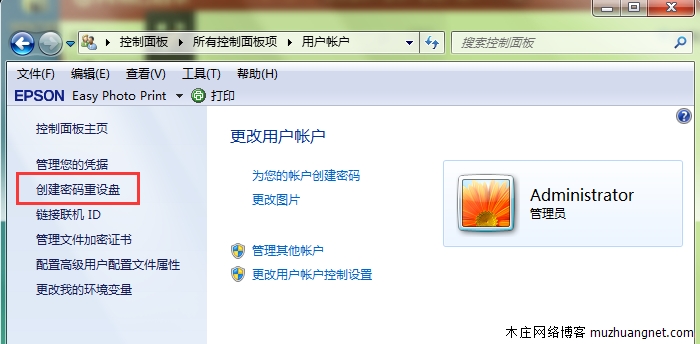 控制面板 所有控制面板项 用户帐户 搜索控制面板
文件(F) 编辑(E) 查看(V) 工具(T) 帮助(H)
EPSON Easy Photo Print 打印
控制面板主页
管理您的凭据
创建密码重设盘
链接联机 ID
管理文件加密证书
配置高级用户配置文件属性
更改我的环境变量
更改用户帐户
为您的帐户创建密码
更改图片
管理其他帐户
更改用户帐户控制设置
Administrator
管理员
木庄网络博客 muzhuangnet.com